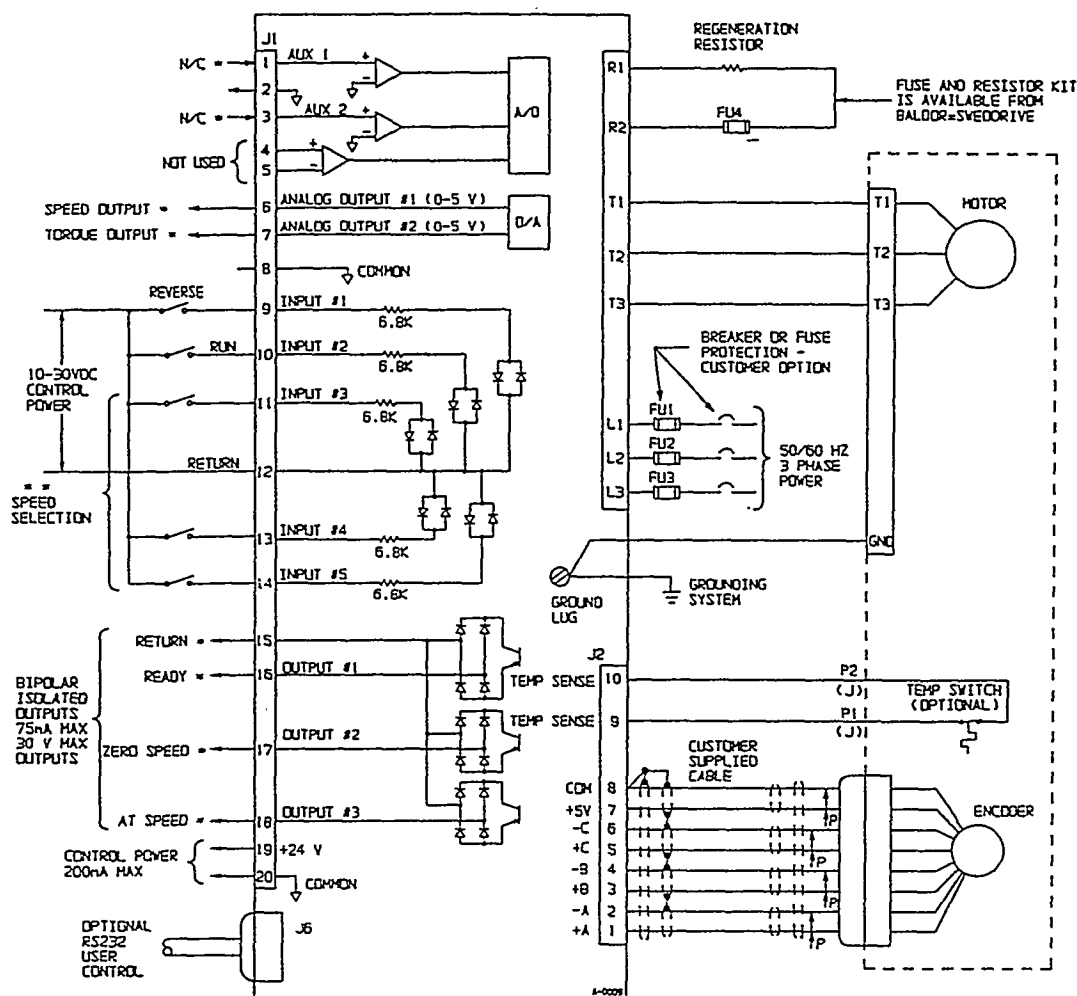 J1
N/C *
1
AUX 1
+
-
2
N/C *
3
AUX 2
+
-
A/D
NOT USED
4
5
+
-
SPEED OUTPUT *
6
ANALOG OUTPUT #1 (0-5 V)
TORQUE OUTPUT *
7
ANALOG OUTPUT #2 (0-5 V)
D/A
8
COMMON
REVERSE
9
INPUT #1
6.8K
RUN
10
INPUT #2
6.8K
10-30VDC
CONTROL
POWER
11
INPUT #3
6.8K
RETURN
12
* *
SPEED
SELECTION
13
INPUT #4
6.8K
14
INPUT #5
6.8K
RETURN *
15
READY *
16
OUTPUT #1
BIPOLAR
ISOLATED
OUTPUTS
75mA MAX
30 V MAX
OUTPUTS
ZERO SPEED *
17
OUTPUT #2
AT SPEED *
18
OUTPUT #3
CONTROL POWER
200mA MAX
19
+24 V
20
COMMON
J6
OPTIONAL
RS232
USER
CONTROL
REGENERATION
RESISTOR
R1
R2
FU4
FUSE AND RESISTOR KIT
IS AVAILABLE FROM
BALDOR=SWEODRIVE
T1
T1
MOTOR
T2
T2
T3
T3
BREAKER OR FUSE
PROTECTION -
CUSTOMER OPTION
L1
FU1
L2
FU2
L3
FU3
50/60 HZ
3 PHASE
POWER
GND
GROUND
LUG
GROUNDING
SYSTEM
J2
TEMP SENSE
10
P2
(J)
TEMP SWITCH
(OPTIONAL)
TEMP SENSE
9
P1
(J)
CUSTOMER
SUPPLIED
CABLE
COM
8
+5V
7
P
-C
6
+C
5
P
-B
4
+B
3
P
-A
2
+A
1
P
ENCODER
A-0009